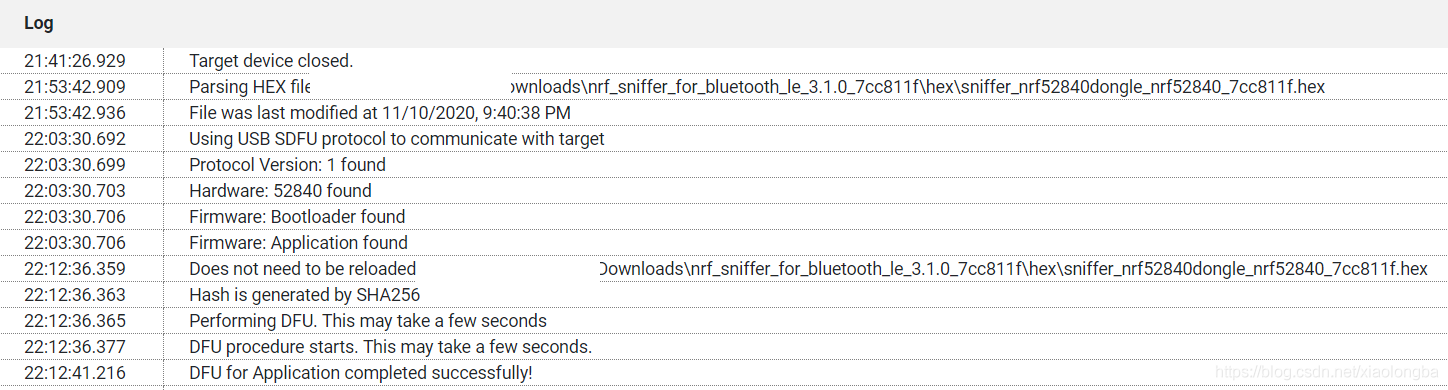 Log
21:41:26.929 Target device closed.
21:53:42.909 Parsing HEX file ownloads\nrf_sniffer_for_bluetooth_le_3.1.0_7cc811f\hex\sniffer_nrf52840dongle_nrf52840_7cc811f.hex
21:53:42.936 File was last modified at 11/10/2020, 9:40:38 PM
22:03:30.692 Using USB SDFU protocol to communicate with target
22:03:30.699 Protocol Version: 1 found
22:03:30.703 Hardware: 52840 found
22:03:30.706 Firmware: Bootloader found
22:03:30.706 Firmware: Application found
22:12:36.359 Does not need to be reloaded Downloads\nrf_sniffer_for_bluetooth_le_3.1.0_7cc811f\hex\sniffer_nrf52840dongle_nrf52840_7cc811f.hex
22:12:36.363 Hash is generated by SHA256
22:12:36.365 Performing DFU. This may take a few seconds
22:12:36.377 DFU procedure starts. This may take a few seconds.
22:12:41.216 DFU for Application completed successfully!
https://blog.csdn.net/xiaolongba